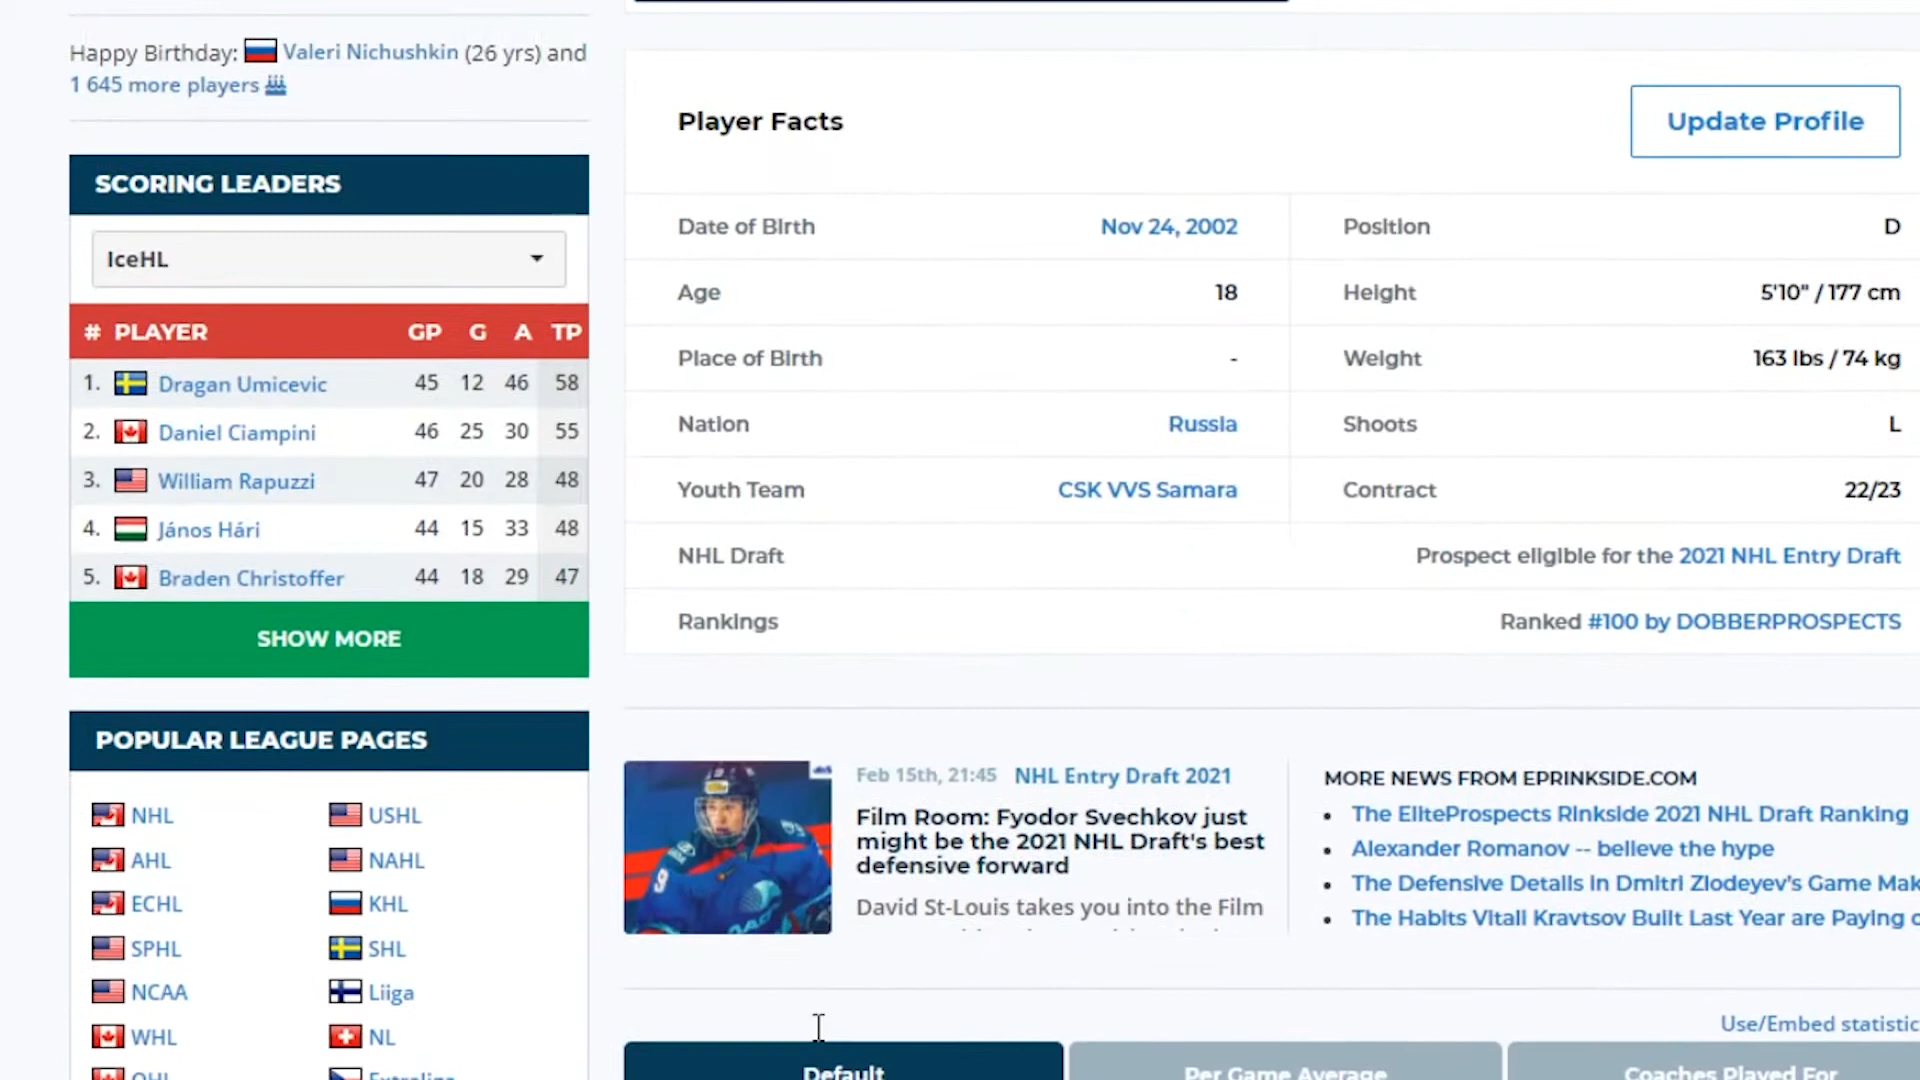 Happy Birthday: Valeri Nichushkin (26 yrs) and
1 645 more players
SCORING LEADERS
IceHL
# PLAYER GP G A TP
1. Dragan Umicevic 45 12 46 58
2. Daniel Ciampini 46 25 30 55
3. William Rapuzzi 47 20 28 48
4. János Hári 44 15 33 48
5. Braden Christoffer 44 18 29 47
SHOW MORE
POPULAR LEAGUE PAGES
NHL USHL
AHL NAHL
ECHL KHL
SPHL SHL
NCAA Liiga
WHL NL
OHL Extraliga
Player Facts
Update Profile
Date of Birth Nov 24, 2002 Position D
Age 18 Height 5'10" / 177 cm
Place of Birth - Weight 163 lbs / 74 kg
Nation Russia Shoots L
Youth Team CSK VVS Samara Contract 22/23
NHL Draft Prospect eligible for the 2021 NHL Entry Draft
Rankings Ranked #100 by DOBBERPROSPECTS
Feb 15th, 21:45 NHL Entry Draft 2021
Film Room: Fyodor Svechkov just
might be the 2021 NHL Draft's best
defensive forward
David St-Louis takes you into the Film
MORE NEWS FROM EPRINKSIDE.COM
• The EliteProspects Rinkside 2021 NHL Draft Ranking
• Alexander Romanov -- believe the hype
• The Defensive Details in Dmitri Zlodeyev's Game Mak
• The Habits Vitali Kravtsov Built Last Year are Paying o
Use/Embed statistic
Default Per Game Average Coaches Played For